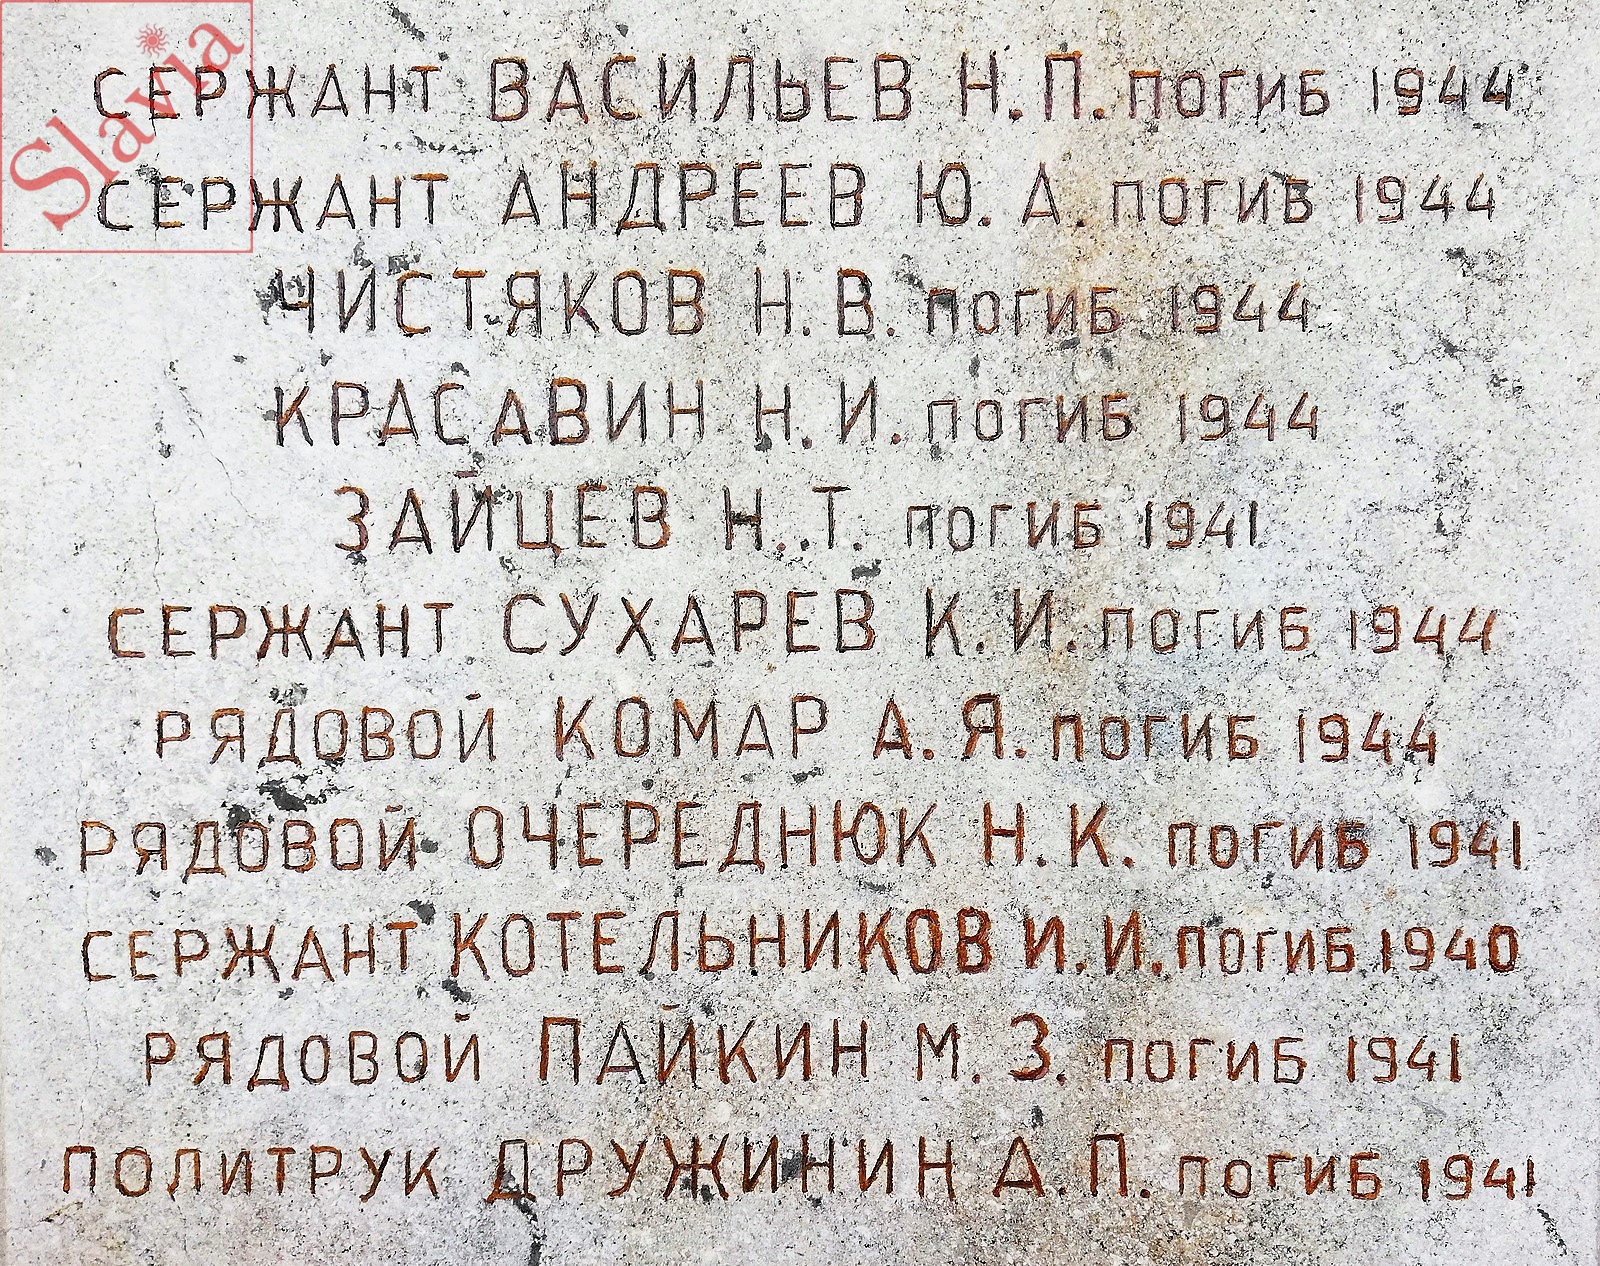 Slavia
СЕРЖАНТ ВАСИЛЬЕВ Н.П. ПОГИБ 1944
СЕРЖАНТ АНДРЕЕВ Ю.А. ПОГИБ 1944
ЧИСТЯКОВ Н.В. ПОГИБ 1944
КРАСАВИН Н.И. ПОГИБ 1944
ЗАЙЦЕВ Н.Т. ПОГИБ 1941
СЕРЖАНТ СУХАРЕВ К.И. ПОГИБ 1944
РЯДОВОЙ КОМАР А.Я. ПОГИБ 1944
РЯДОВОЙ ОЧЕРЕДНЮК Н.К. ПОГИБ 1941
СЕРЖАНТ КОТЕЛЬНИКОВ И.И. ПОГИБ 1940
РЯДОВОЙ ПАЙКИН М.З. ПОГИБ 1941
ПОЛИТРУК ДРУЖИНИН А.П. ПОГИБ 1941